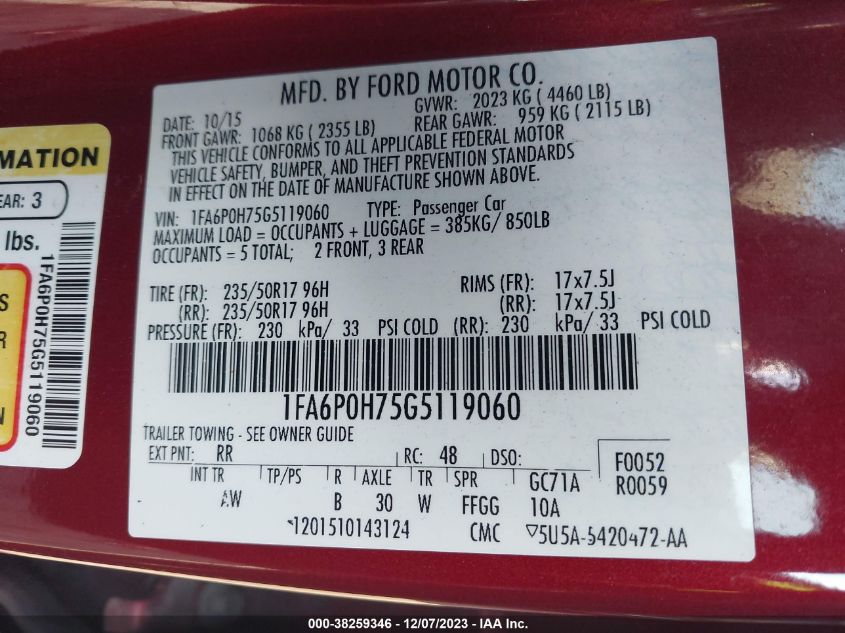 MFD. BY FORD MOTOR CO.
DATE: 10/15
GVWR: 2023 KG ( 4460 LB)
FRONT GAWR: 1068 KG ( 2355 LB)
REAR GAWR: 959 KG ( 2115 LB)
THIS VEHICLE CONFORMS TO ALL APPLICABLE FEDERAL MOTOR
VEHICLE SAFETY, BUMPER, AND THEFT PREVENTION STANDARDS
IN EFFECT ON THE DATE OF MANUFACTURE SHOWN ABOVE.
VIN: 1FA6P0H75G5119060 TYPE: Passenger Car
MAXIMUM LOAD = OCCUPANTS + LUGGAGE = 385KG/ 850LB
OCCUPANTS = 5 TOTAL; 2 FRONT, 3 REAR
TIRE (FR): 235/50R17 96H RIMS (FR): 17x7.5J
(RR): 235/50R17 96H (RR): 17x7.5J
PRESSURE (FR): 230 kPa/ 33 PSI COLD (RR): 230 kPa/ 33 PSI COLD
1FA6P0H75G5119060
TRAILER TOWING - SEE OWNER GUIDE
EXT PNT: RR RC: 48 DSO:
F0052
R0059
INT TR TP/PS R AXLE TR SPR GC71A
AW B 30 W FFGG 10A
*1201510143124 CMC ▽5U5A-5420472-AA
MATION
EAR: 3
lbs.
S
R
N
1FA6P0H75G5119060
000-38259346 - 12/07/2023 - IAA Inc.